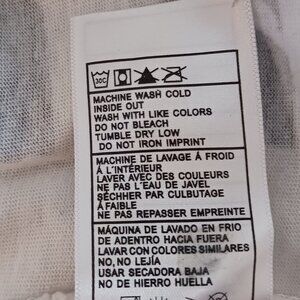 30C
MACHINE WASH COLD
INSIDE OUT
WASH WITH LIKE COLORS
DO NOT BLEACH
TUMBLE DRY LOW
DO NOT IRON IMPRINT
MACHINE DE LAVAGE À FROID
À L'INTÉRIEUR
LAVER AVEC DES COULEURS
NE PAS L'EAU DE JAVEL
SÉCHHER PAR CULBUTAGE
À FAIBLE
NE PAS REPASSER EMPREINTE
MÁQUINA DE LAVADO EN FRIO
DE ADENTRO HACIA FUERA
LAVAR CON COLORES SIMILARES
NO, NO LEJÍA
USAR SECADORA BAJA
NO DE HIERRO HUELLA